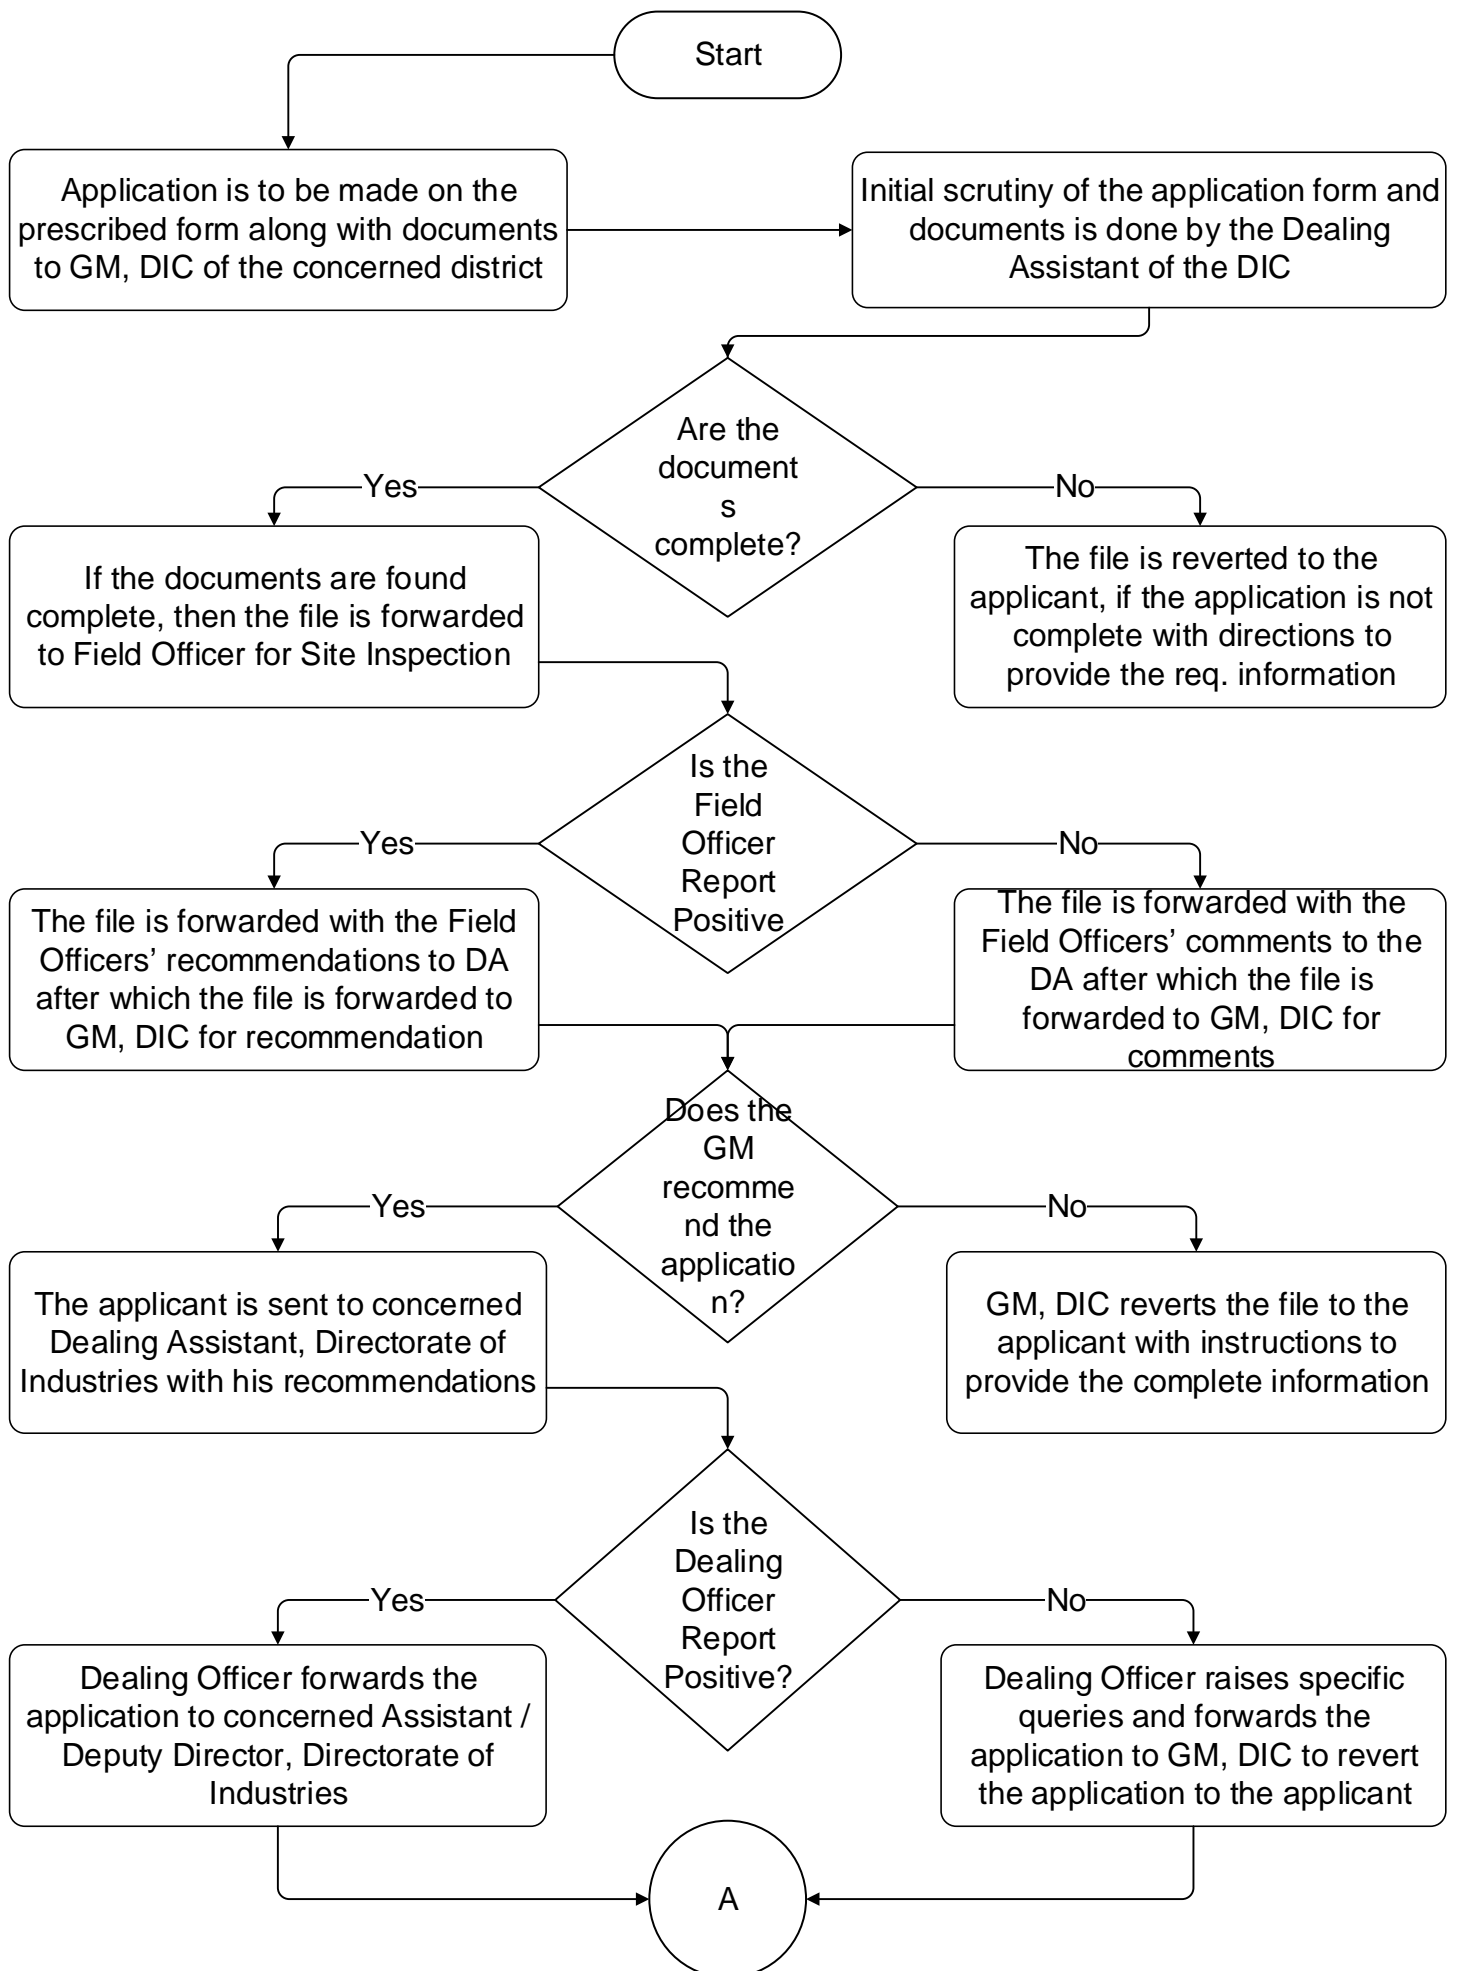 Start
Application is to be made on the
prescribed form along with documents
to GM, DIC of the concerned district
Initial scrutiny of the application form and
documents is done by the Dealing
Assistant of the DIC
Are the
document
s
complete?
Yes
No
If the documents are found
complete, then the file is forwarded
to Field Officer for Site Inspection
The file is reverted to the
applicant, if the application is not
complete with directions to
provide the req. information
Is the
Field
Officer
Report
Positive
Yes
No
The file is forwarded with the Field
Officers’ recommendations to DA
after which the file is forwarded to
GM, DIC for recommendation
The file is forwarded with the
Field Officers’ comments to the
DA after which the file is
forwarded to GM, DIC for
comments
Does the
GM
recomme
nd the
applicatio
n?
Yes
No
The applicant is sent to concerned
Dealing Assistant, Directorate of
Industries with his recommendations
GM, DIC reverts the file to the
applicant with instructions to
provide the complete information
Is the
Dealing
Officer
Report
Positive?
Yes
No
Dealing Officer forwards the
application to concerned Assistant /
Deputy Director, Directorate of
Industries
Dealing Officer raises specific
queries and forwards the
application to GM, DIC to revert
the application to the applicant
A